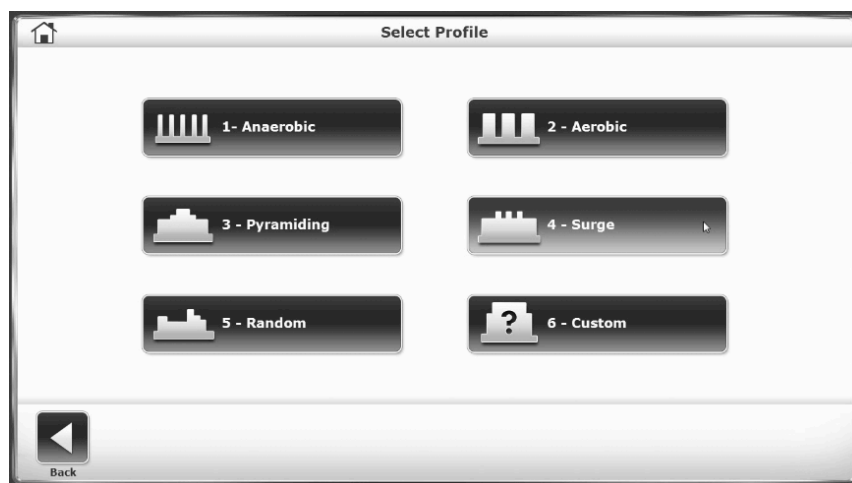 Select Profile
1- Anaerobic
2 - Aerobic
3 - Pyramiding
4 - Surge
5 - Random
?
6 - Custom
Back